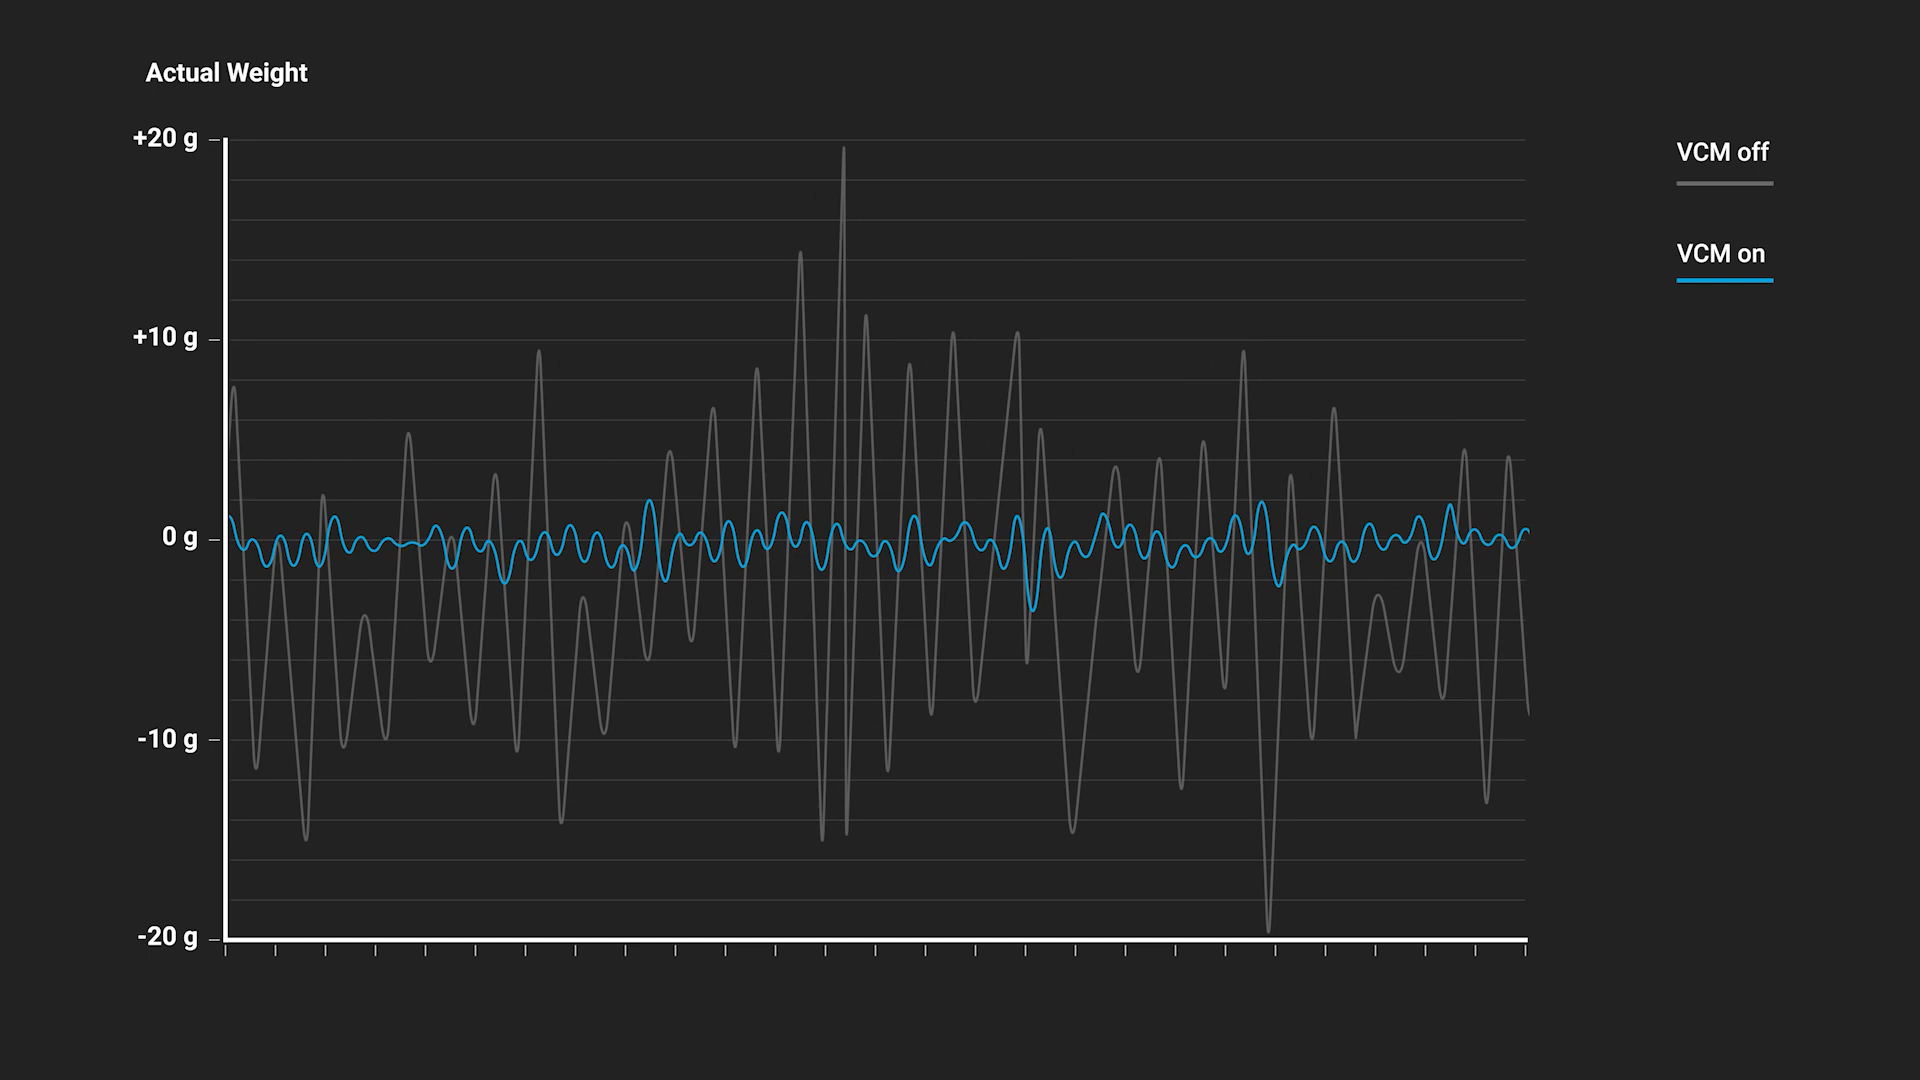 Actual Weight
+20 g
+10 g
0 g
-10 g
-20 g
VCM off
VCM on